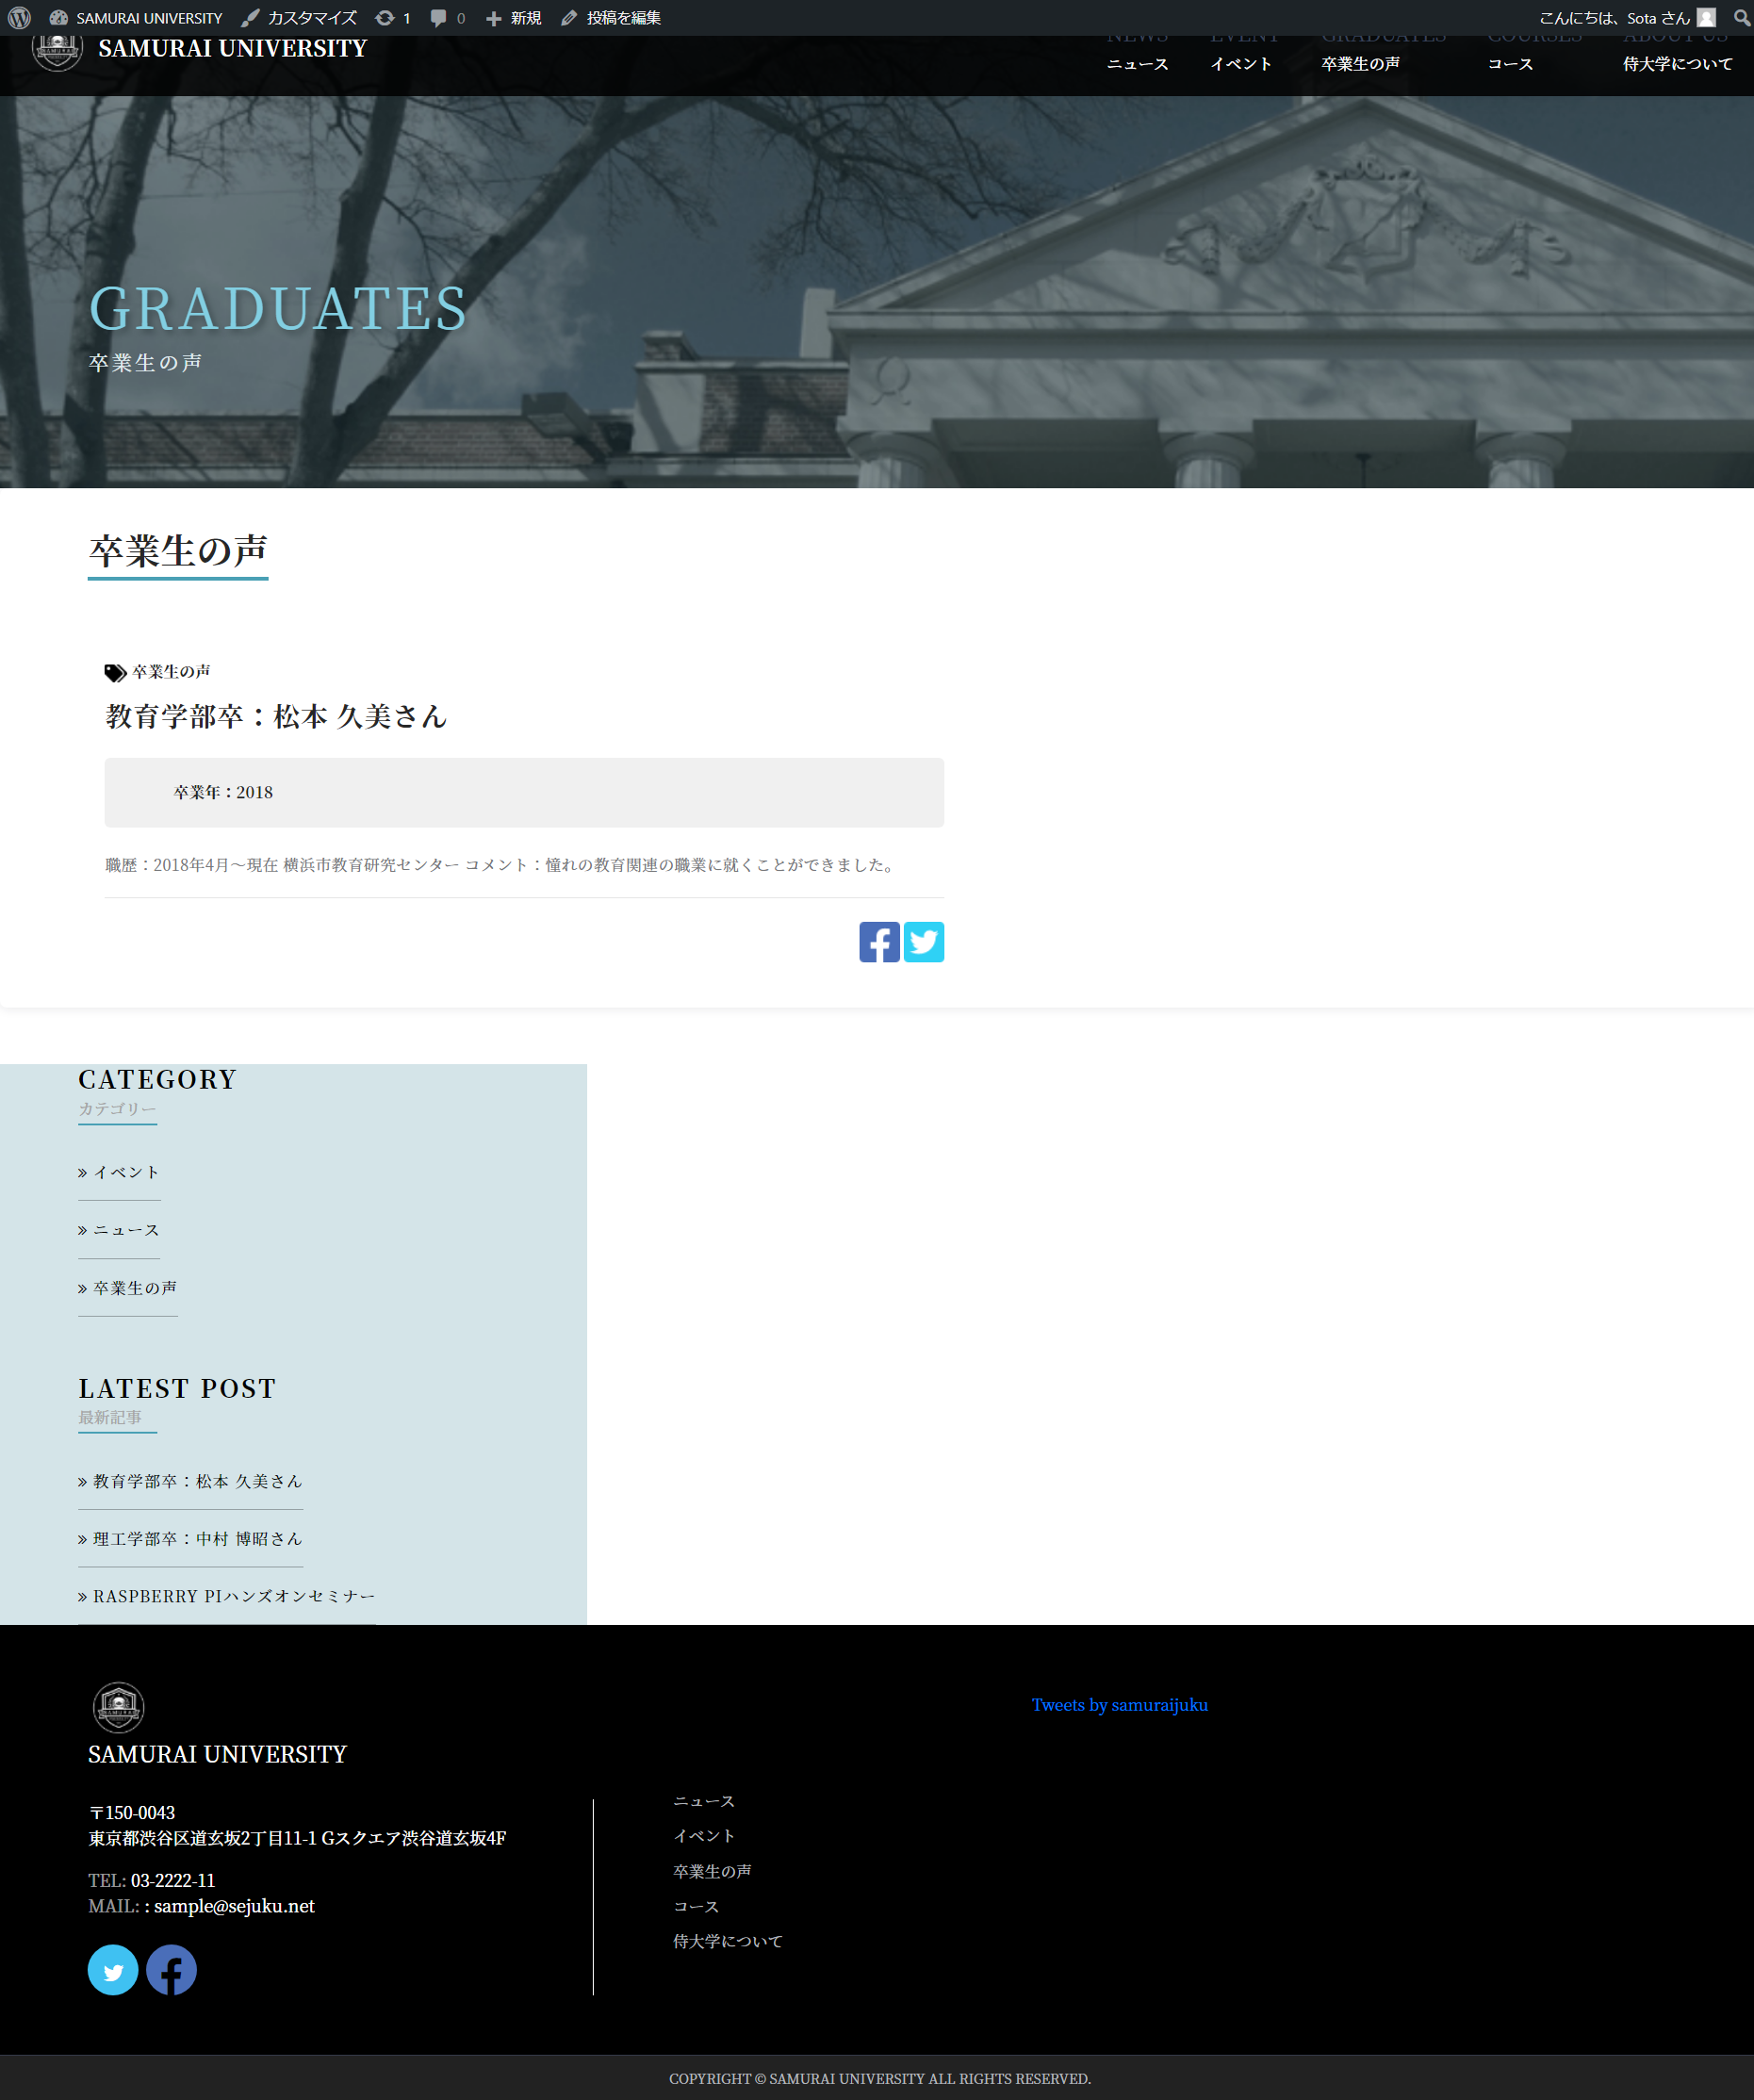 SAMURAI UNIVERSITY カスタマイズ 1 0 新規 投稿を編集 こんにちは、Sota さん
SAMURAI UNIVERSITY
NEWS EVENT GRADUATES COURSES ABOUT US
ニュース イベント 卒業生の声 コース 侍大学について
GRADUATES
卒業生の声
卒業生の声
卒業生の声
教育学部卒：松本 久美さん
卒業年：2018
職歴：2018年4月〜現在 横浜市教育研究センター コメント：憧れの教育関連の職業に就くことができました。
CATEGORY
カテゴリー
» イベント
» ニュース
» 卒業生の声
LATEST POST
最新記事
» 教育学部卒：松本 久美さん
» 理工学部卒：中村 博昭さん
» RASPBERRY PIハンズオンセミナー
SAMURAI
SAMURAI UNIVERSITY
〒150-0043
東京都渋谷区道玄坂2丁目11-1 Gスクエア渋谷道玄坂4F
TEL: 03-2222-11
MAIL: : sample@sejuku.net
ニュース
イベント
卒業生の声
コース
侍大学について
Tweets by samuraijuku
COPYRIGHT © SAMURAI UNIVERSITY ALL RIGHTS RESERVED.